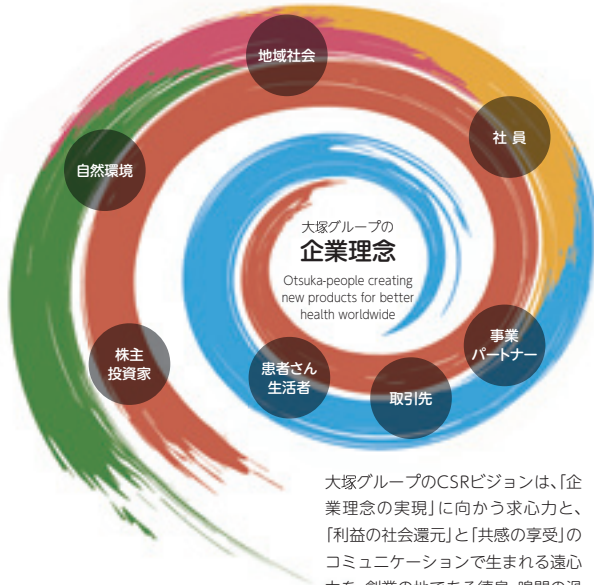 地域社会
社 員
自然環境
大塚グループの
企業理念
Otsuka-people creating
new products for better
health worldwide
事業
パートナー
株主
投資家
患者さん
生活者
取引先
大塚グループのCSRビジョンは、「企
業理念の実現」に向かう求心力と、
「利益の社会還元」と「共感の享受」の
コミュニケーションで生まれる遠心